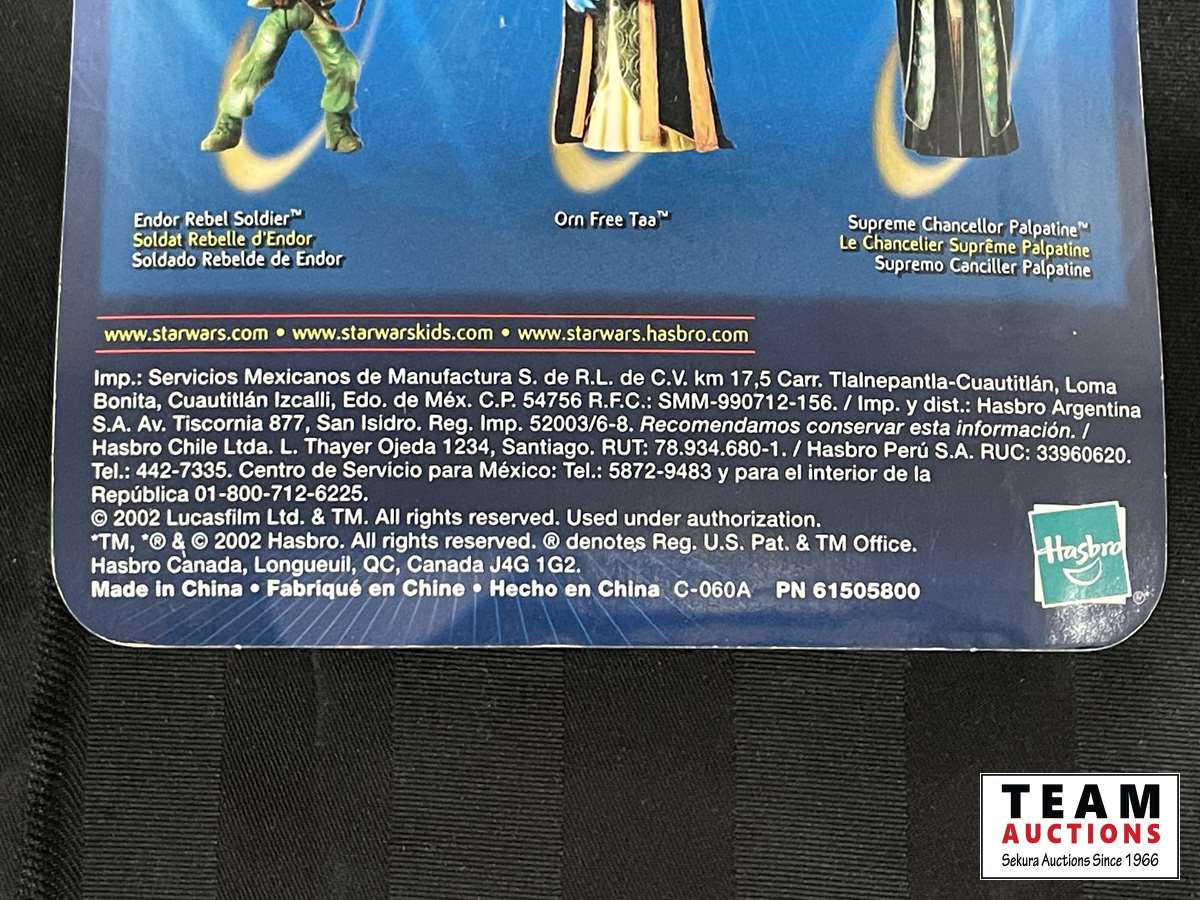 Endor Rebel Soldier™
Soldat Rebelle d'Endor
Soldado Rebelde de Endor
Orn Free Taa™
Supreme Chancellor Palpatine™
Le Chancelier Suprême Palpatine
Supremo Canciller Palpatine
www.starwars.com • www.starwarskids.com • www.starwars.hasbro.com
Imp.: Servicios Mexicanos de Manufactura S. de R.L. de C.V. km 17,5 Carr. Tlalnepantla-Cuautitlán, Loma
Bonita, Cuautitlán Izcalli, Edo. de Méx. C.P. 54756 R.F.C.: SMM-990712-156. / Imp. y dist.: Hasbro Argentina
S.A. Av. Tiscornia 877, San Isidro. Reg. Imp. 52003/6-8. Recomendamos conservar esta información. /
Hasbro Chile Ltda. L. Thayer Ojeda 1234, Santiago. RUT: 78.934.680-1. / Hasbro Perú S.A. RUC: 33960620.
Tel.: 442-7335. Centro de Servicio para México: Tel.: 5872-9483 y para el interior de la
República 01-800-712-6225.
© 2002 Lucasfilm Ltd. & TM. All rights reserved. Used under authorization.
*TM, *® & © 2002 Hasbro. All rights reserved. ® denotes Reg. U.S. Pat. & TM Office.
Hasbro Canada, Longueuil, QC, Canada J4G 1G2.
Made in China • Fabriqué en Chine • Hecho en China C-060A PN 61505800
Hasbro
®
TEAM
AUCTIONS
Sekura Auctions Since 1966